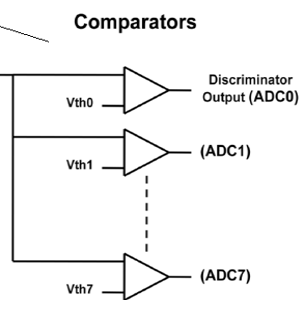 Comparators
Discriminator
Vth0
Output (ADC0)
Vth1
(ADC1)
Vth7
(ADC7)